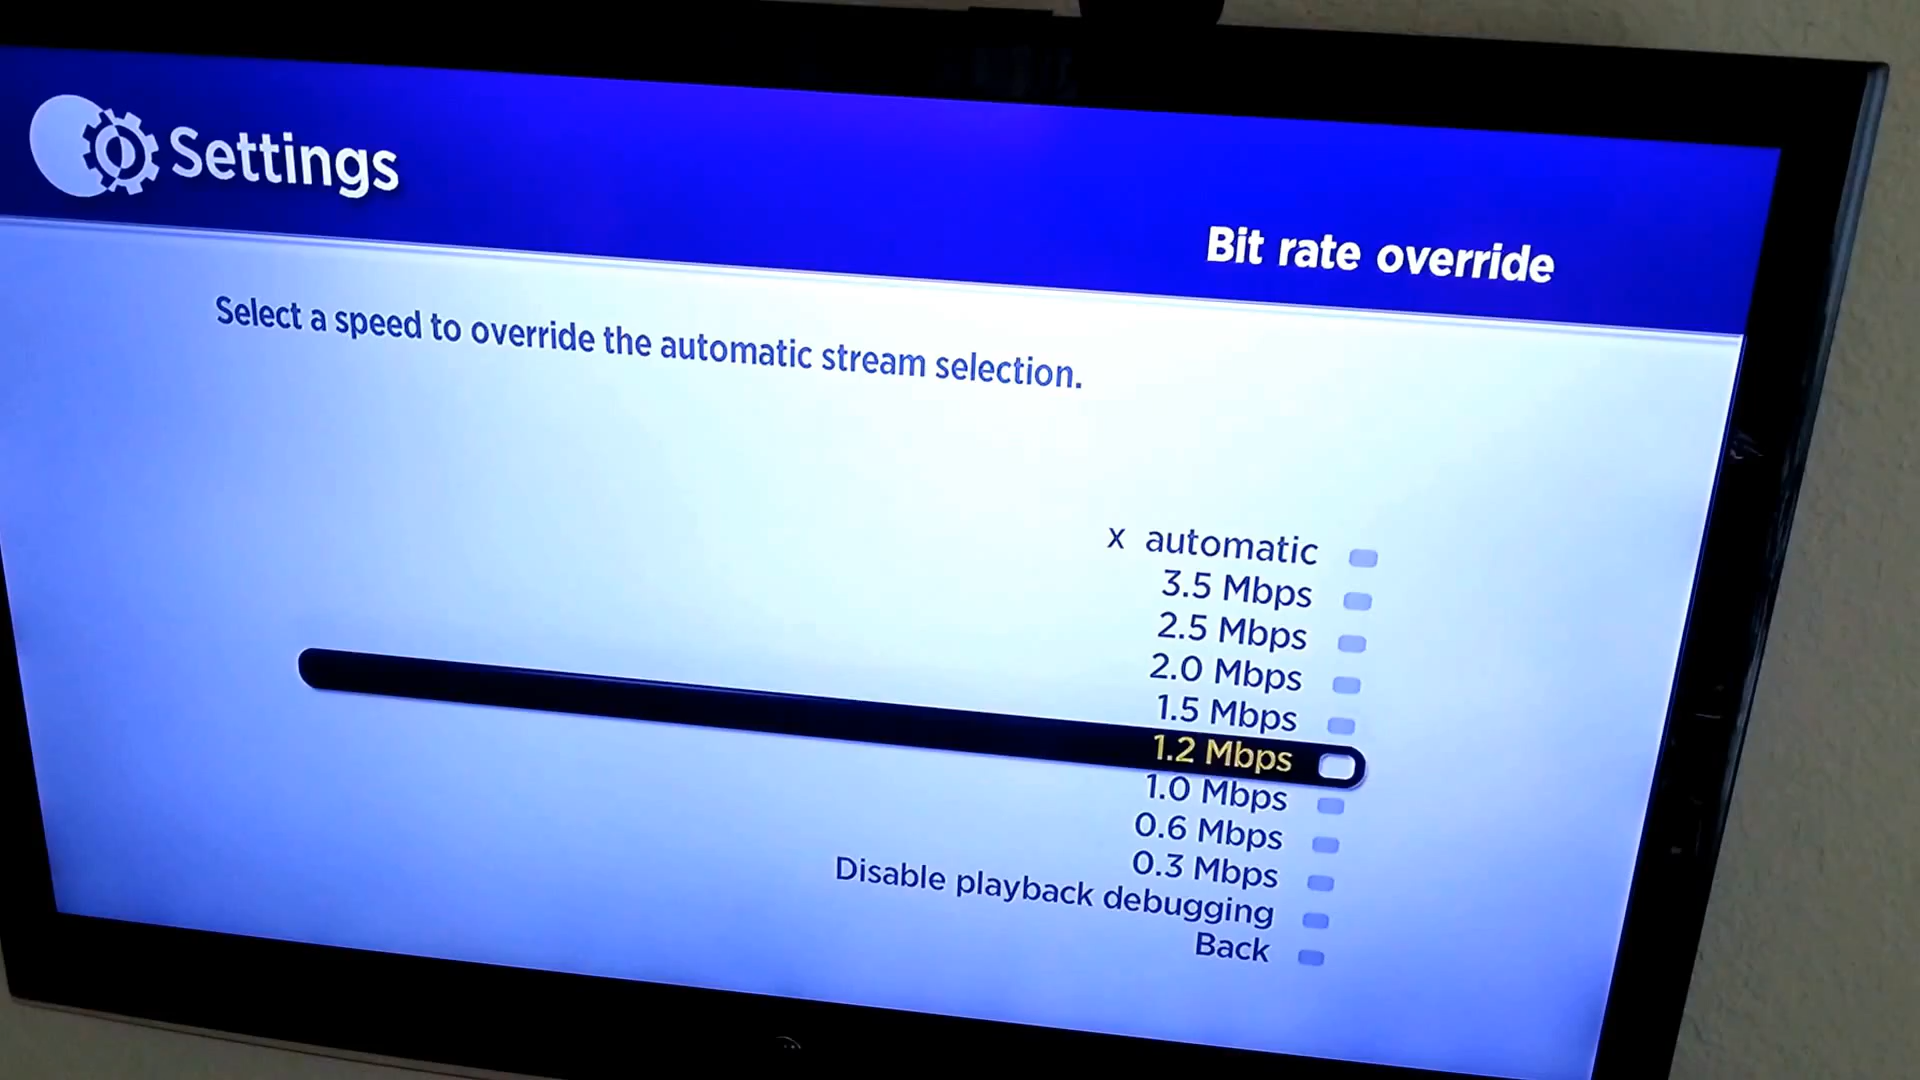 Settings
Bit rate override
Select a speed to override the automatic stream selection.
x automatic
3.5 Mbps
2.5 Mbps
2.0 Mbps
1.5 Mbps
1.2 Mbps
1.0 Mbps
0.6 Mbps
0.3 Mbps
Disable playback debugging
Back